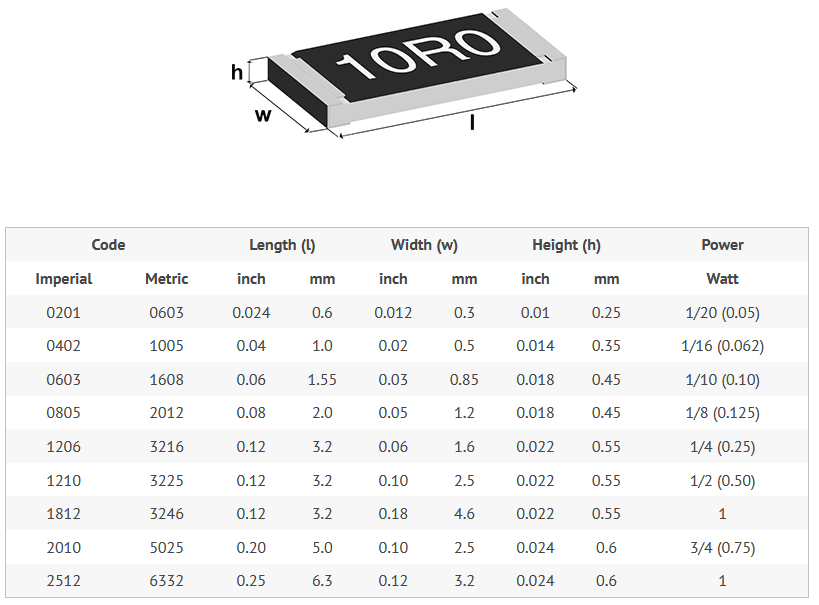 10R0
h
w
l
Code Length (l) Width (w) Height (h) Power
Imperial Metric inch mm inch mm inch mm Watt
0201 0603 0.024 0.6 0.012 0.3 0.01 0.25 1/20 (0.05)
0402 1005 0.04 1.0 0.02 0.5 0.014 0.35 1/16 (0.062)
0603 1608 0.06 1.55 0.03 0.85 0.018 0.45 1/10 (0.10)
0805 2012 0.08 2.0 0.05 1.2 0.018 0.45 1/8 (0.125)
1206 3216 0.12 3.2 0.06 1.6 0.022 0.55 1/4 (0.25)
1210 3225 0.12 3.2 0.10 2.5 0.022 0.55 1/2 (0.50)
1812 3246 0.12 3.2 0.18 4.6 0.022 0.55 1
2010 5025 0.20 5.0 0.10 2.5 0.024 0.6 3/4 (0.75)
2512 6332 0.25 6.3 0.12 3.2 0.024 0.6 1